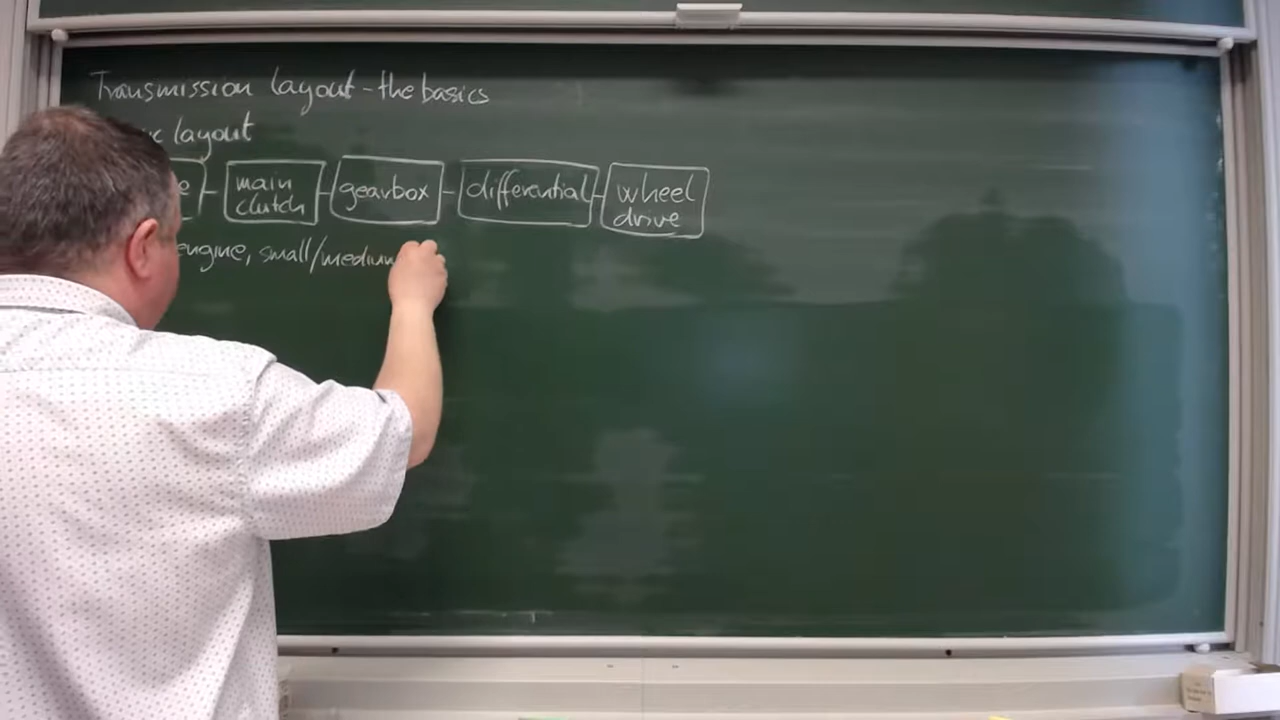 Transmission layout - the basics
layout
main clutch gearbox differential wheel drive
engine, small/medium